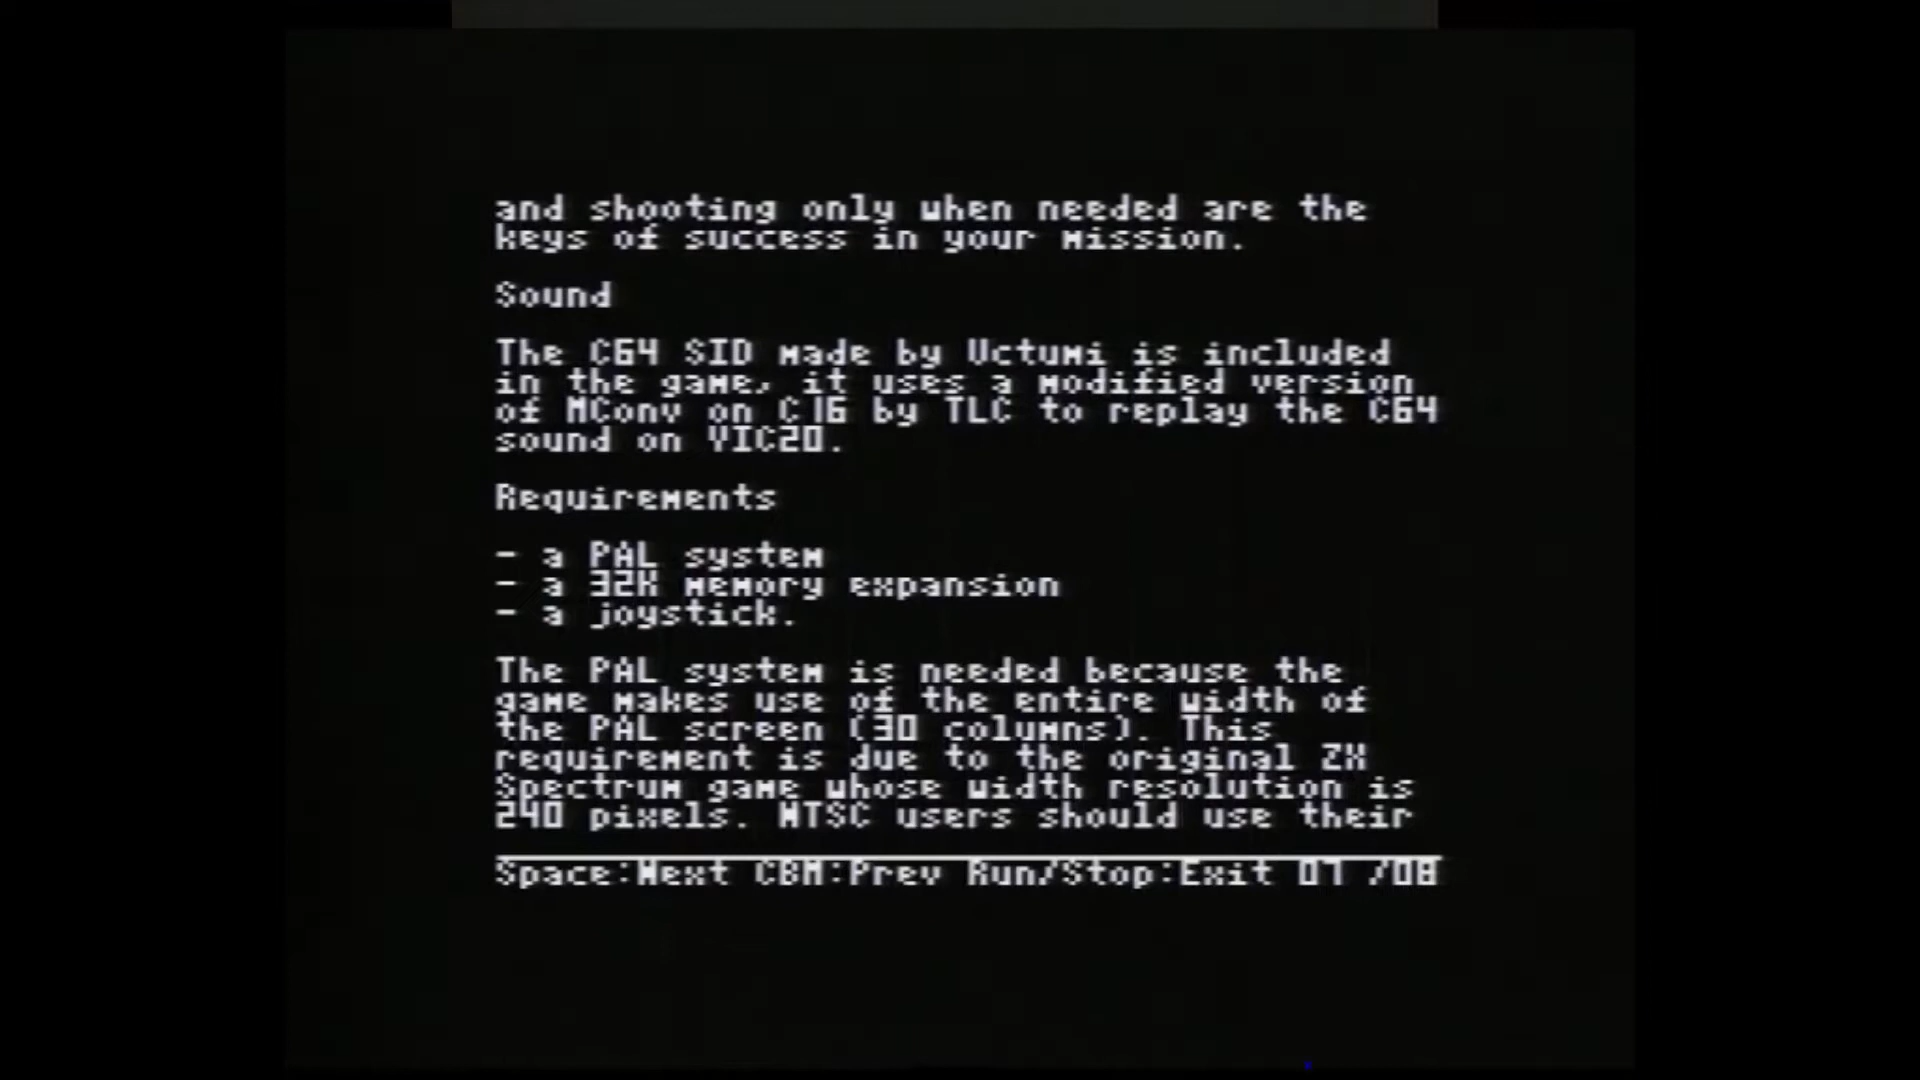 and shooting only when needed are the
keys of success in your mission.
Sound
The C64 SID made by Uctumi is included
in the game, it uses a modified version
of MConv on C16 by TLC to replay the C64
sound on VIC20.
Requirements
- a PAL system
- a 32K memory expansion
- a joystick.
The PAL system is needed because the
game makes use of the entire width of
the PAL screen (30 columns). This
requirement is due to the original ZX
Spectrum game whose width resolution is
240 pixels. NTSC users should use their
Space:Next CBM:Prev Run/Stop:Exit 07 /08